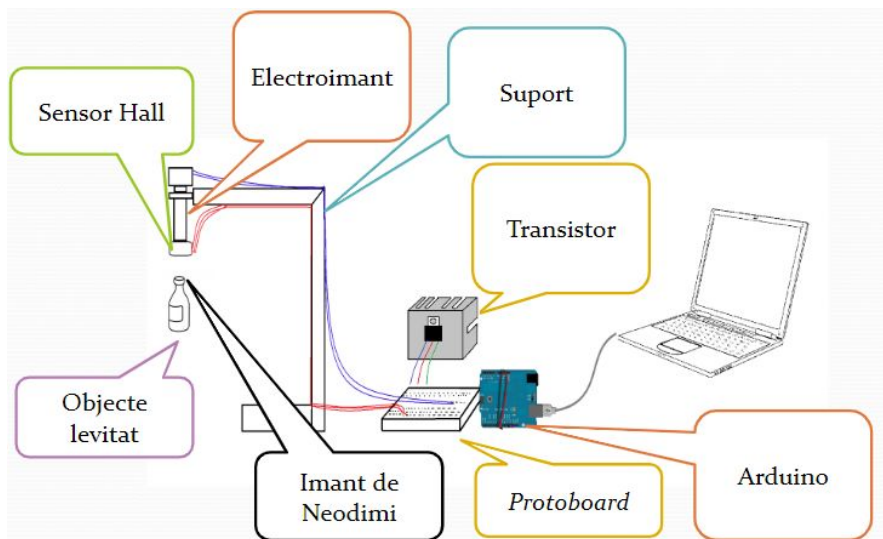 Sensor Hall
Electroimant
Suport
Transistor
Objecte
levitat
Imant de
Neodimi
Protoboard
Arduino